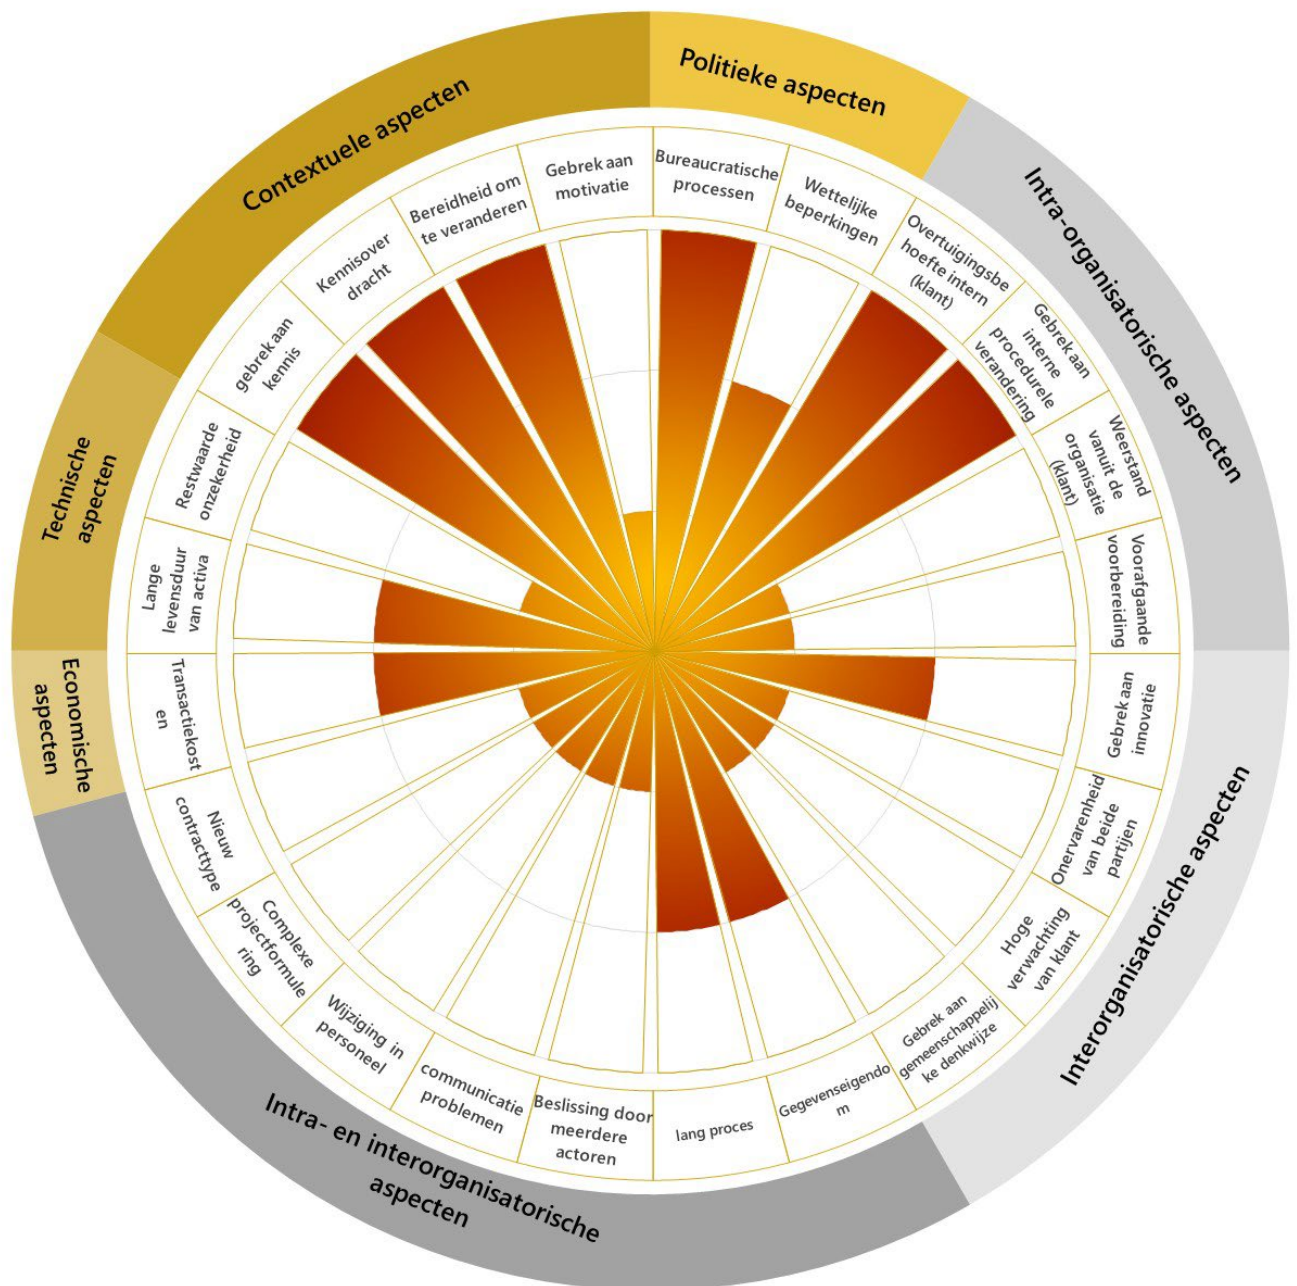 Politieke aspecten
Intra-organisatorische aspecten
Interorganisatorische aspecten
Intra- en interorganisatorische
aspecten
Economische
aspecten
Technische
aspecten
Contextuele aspecten
Bureaucratische
processen
Wettelijke
beperkingen
Overtuigingsbe
hoefte intern
(klant)
Gebrek aan
interne
procedurele
verandering
Weerstand
vanuit de
organisatie
(klant)
Voorafgaande
voorbereiding
Gebrek aan
innovatie
Onervarenheid
van beide
partijen
Hoge
verwachting
van klant
Gebrek aan
gemeenschappelij
ke denkwijze
Gegevenseigendo
m
lang proces
Beslissing door
meerdere
actoren
communicatie
problemen
Wijziging in
personeel
Complexe
projectformule
ring
Nieuw
contracttype
Transactiekost
en
Lange
levensduur
van activa
Restwaarde
onzekerheid
gebrek aan
kennis
Kennisover
dracht
Bereidheid om
te veranderen
Gebrek aan
motivatie